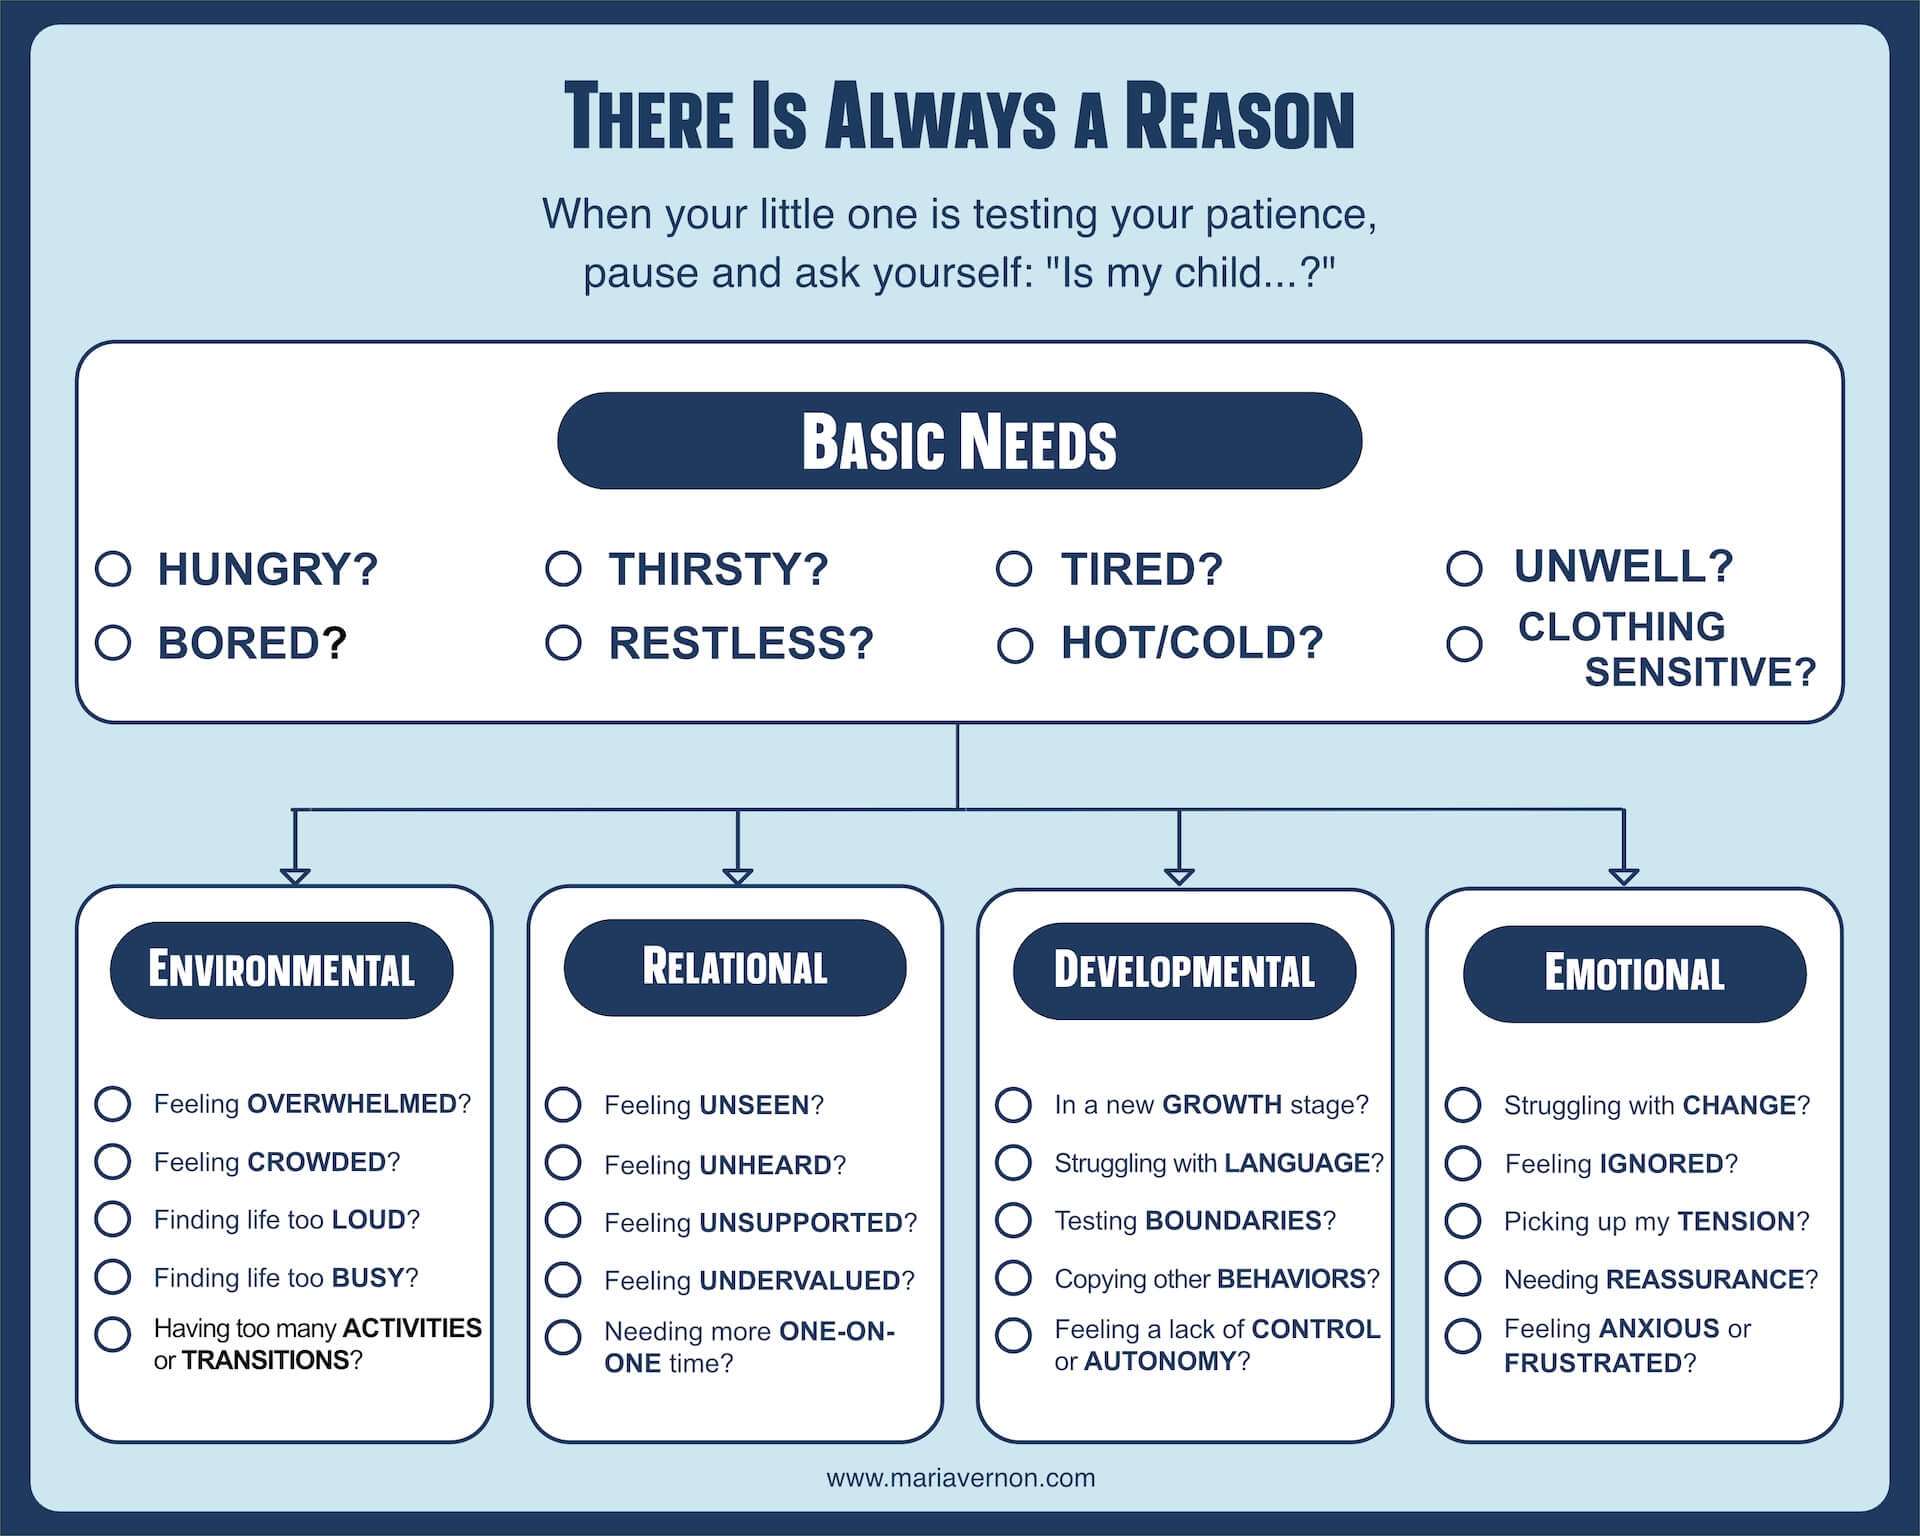 THERE IS ALWAYS A REASON
When your little one is testing your patience,
pause and ask yourself: "Is my child...?"
BASIC NEEDS
HUNGRY?
THIRSTY?
TIRED?
UNWELL?
BORED?
RESTLESS?
HOT/COLD?
CLOTHING
SENSITIVE?
ENVIRONMENTAL
Feeling OVERWHELMED?
Feeling CROWDED?
Finding life too LOUD?
Finding life too BUSY?
Having too many ACTIVITIES
or TRANSITIONS?
RELATIONAL
Feeling UNSEEN?
Feeling UNHEARD?
Feeling UNSUPPORTED?
Feeling UNDERVALUED?
Needing more ONE-ON-
ONE time?
DEVELOPMENTAL
In a new GROWTH stage?
Struggling with LANGUAGE?
Testing BOUNDARIES?
Copying other BEHAVIORS?
Feeling a lack of CONTROL
or AUTONOMY?
EMOTIONAL
Struggling with CHANGE?
Feeling IGNORED?
Picking up my TENSION?
Needing REASSURANCE?
Feeling ANXIOUS or
FRUSTRATED?
www.mariavernon.com